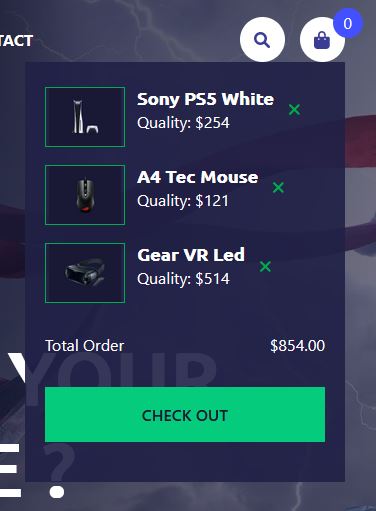 TACT
0
Sony PS5 White
Quality: $254
A4 Tec Mouse
Quality: $121
Gear VR Led
Quality: $514
Total Order $854.00
YOUR
CHECK OUT
E ?